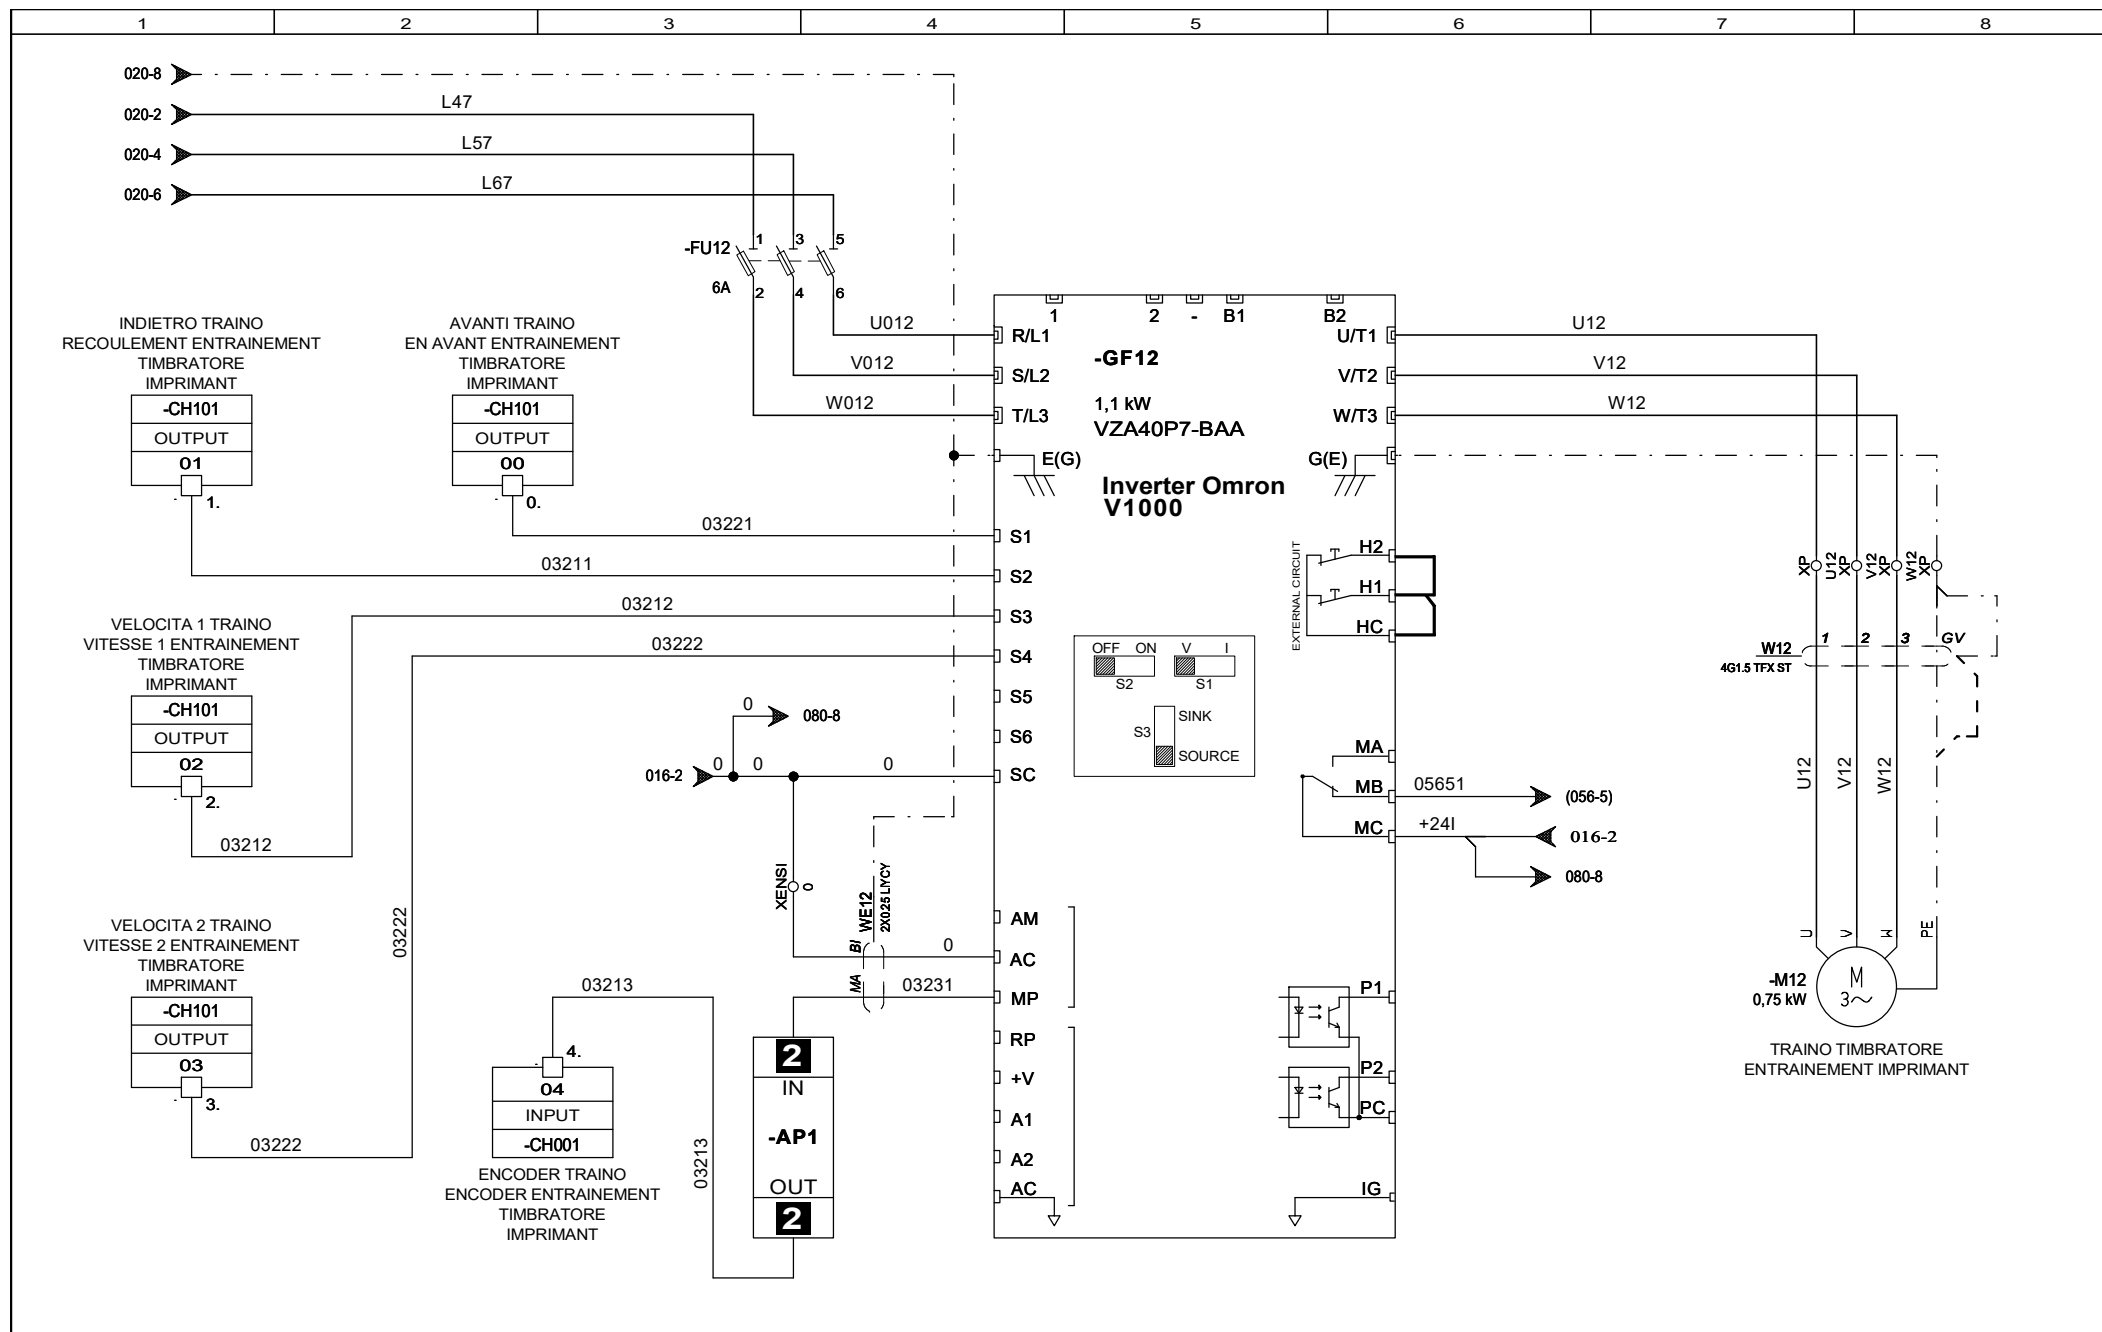 1 2 3 4 5 6 7 8
020-8
020-2 L47
020-4 L57
020-6 L67
-FU12
6A
1 3 5
2 4 6
U012
V012
W012
INDIETRO TRAINO
RECOULEMENT ENTRAINEMENT
TIMBRATORE
IMPRIMANT
-CH101
OUTPUT
01
1.
AVANTI TRAINO
EN AVANT ENTRAINEMENT
TIMBRATORE
IMPRIMANT
-CH101
OUTPUT
00
0.
03221
03211
03212
03222
VELOCITA 1 TRAINO
VITESSE 1 ENTRAINEMENT
TIMBRATORE
IMPRIMANT
-CH101
OUTPUT
02
2.
03212
VELOCITA 2 TRAINO
VITESSE 2 ENTRAINEMENT
TIMBRATORE
IMPRIMANT
-CH101
OUTPUT
03
3.
03222
03222
0
080-8
016-2
0 0 0
XENSI
0
WE12
2X025 LIYCY
BI
MA
0
03231
03213
4.
04
INPUT
-CH001
ENCODER TRAINO
ENCODER ENTRAINEMENT
TIMBRATORE
IMPRIMANT
03213
2
IN
-AP1
OUT
2
1 2 - B1 B2
R/L1
S/L2
T/L3
E(G)
S1
S2
S3
S4
S5
S6
SC
AM
AC
MP
RP
+V
A1
A2
AC
-GF12
1,1 kW
VZA40P7-BAA
Inverter Omron
V1000
OFF ON
S2
V I
S1
SINK
S3
SOURCE
U/T1
V/T2
W/T3
G(E)
EXTERNAL CIRCUIT
H2
H1
HC
MA
MB
MC
P1
P2
PC
IG
05651
(056-5)
+24I
016-2
080-8
U12
V12
W12
XP
U12
XP
V12
XP
W12
XP
1 2 3 GV
W12
4G1.5 TFX ST
U12
V12
W12
U V W PE
-M12
0,75 kW
M
3~
TRAINO TIMBRATORE
ENTRAINEMENT IMPRIMANT